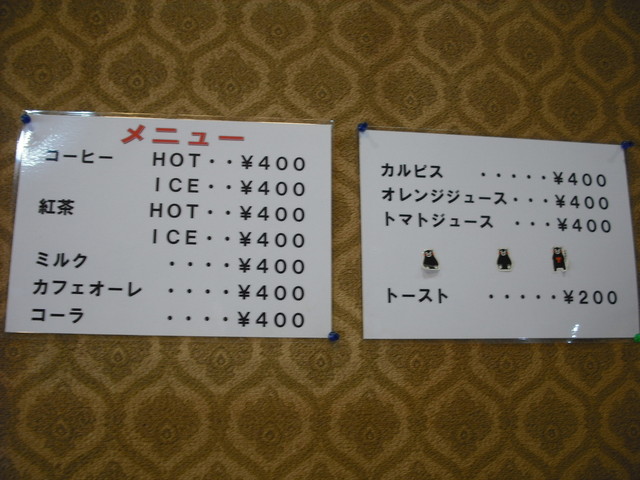 メニュー
コーヒー HOT・・¥400
ICE・・¥400
紅茶 HOT・・¥400
ICE・・¥400
ミルク ・・・・¥400
カフェオーレ ・・・・¥400
コーラ ・・・・¥400
カルピス ・・・・・¥400
オレンジジュース・・・¥400
トマトジュース ・・・¥400
トースト ・・・・・¥200